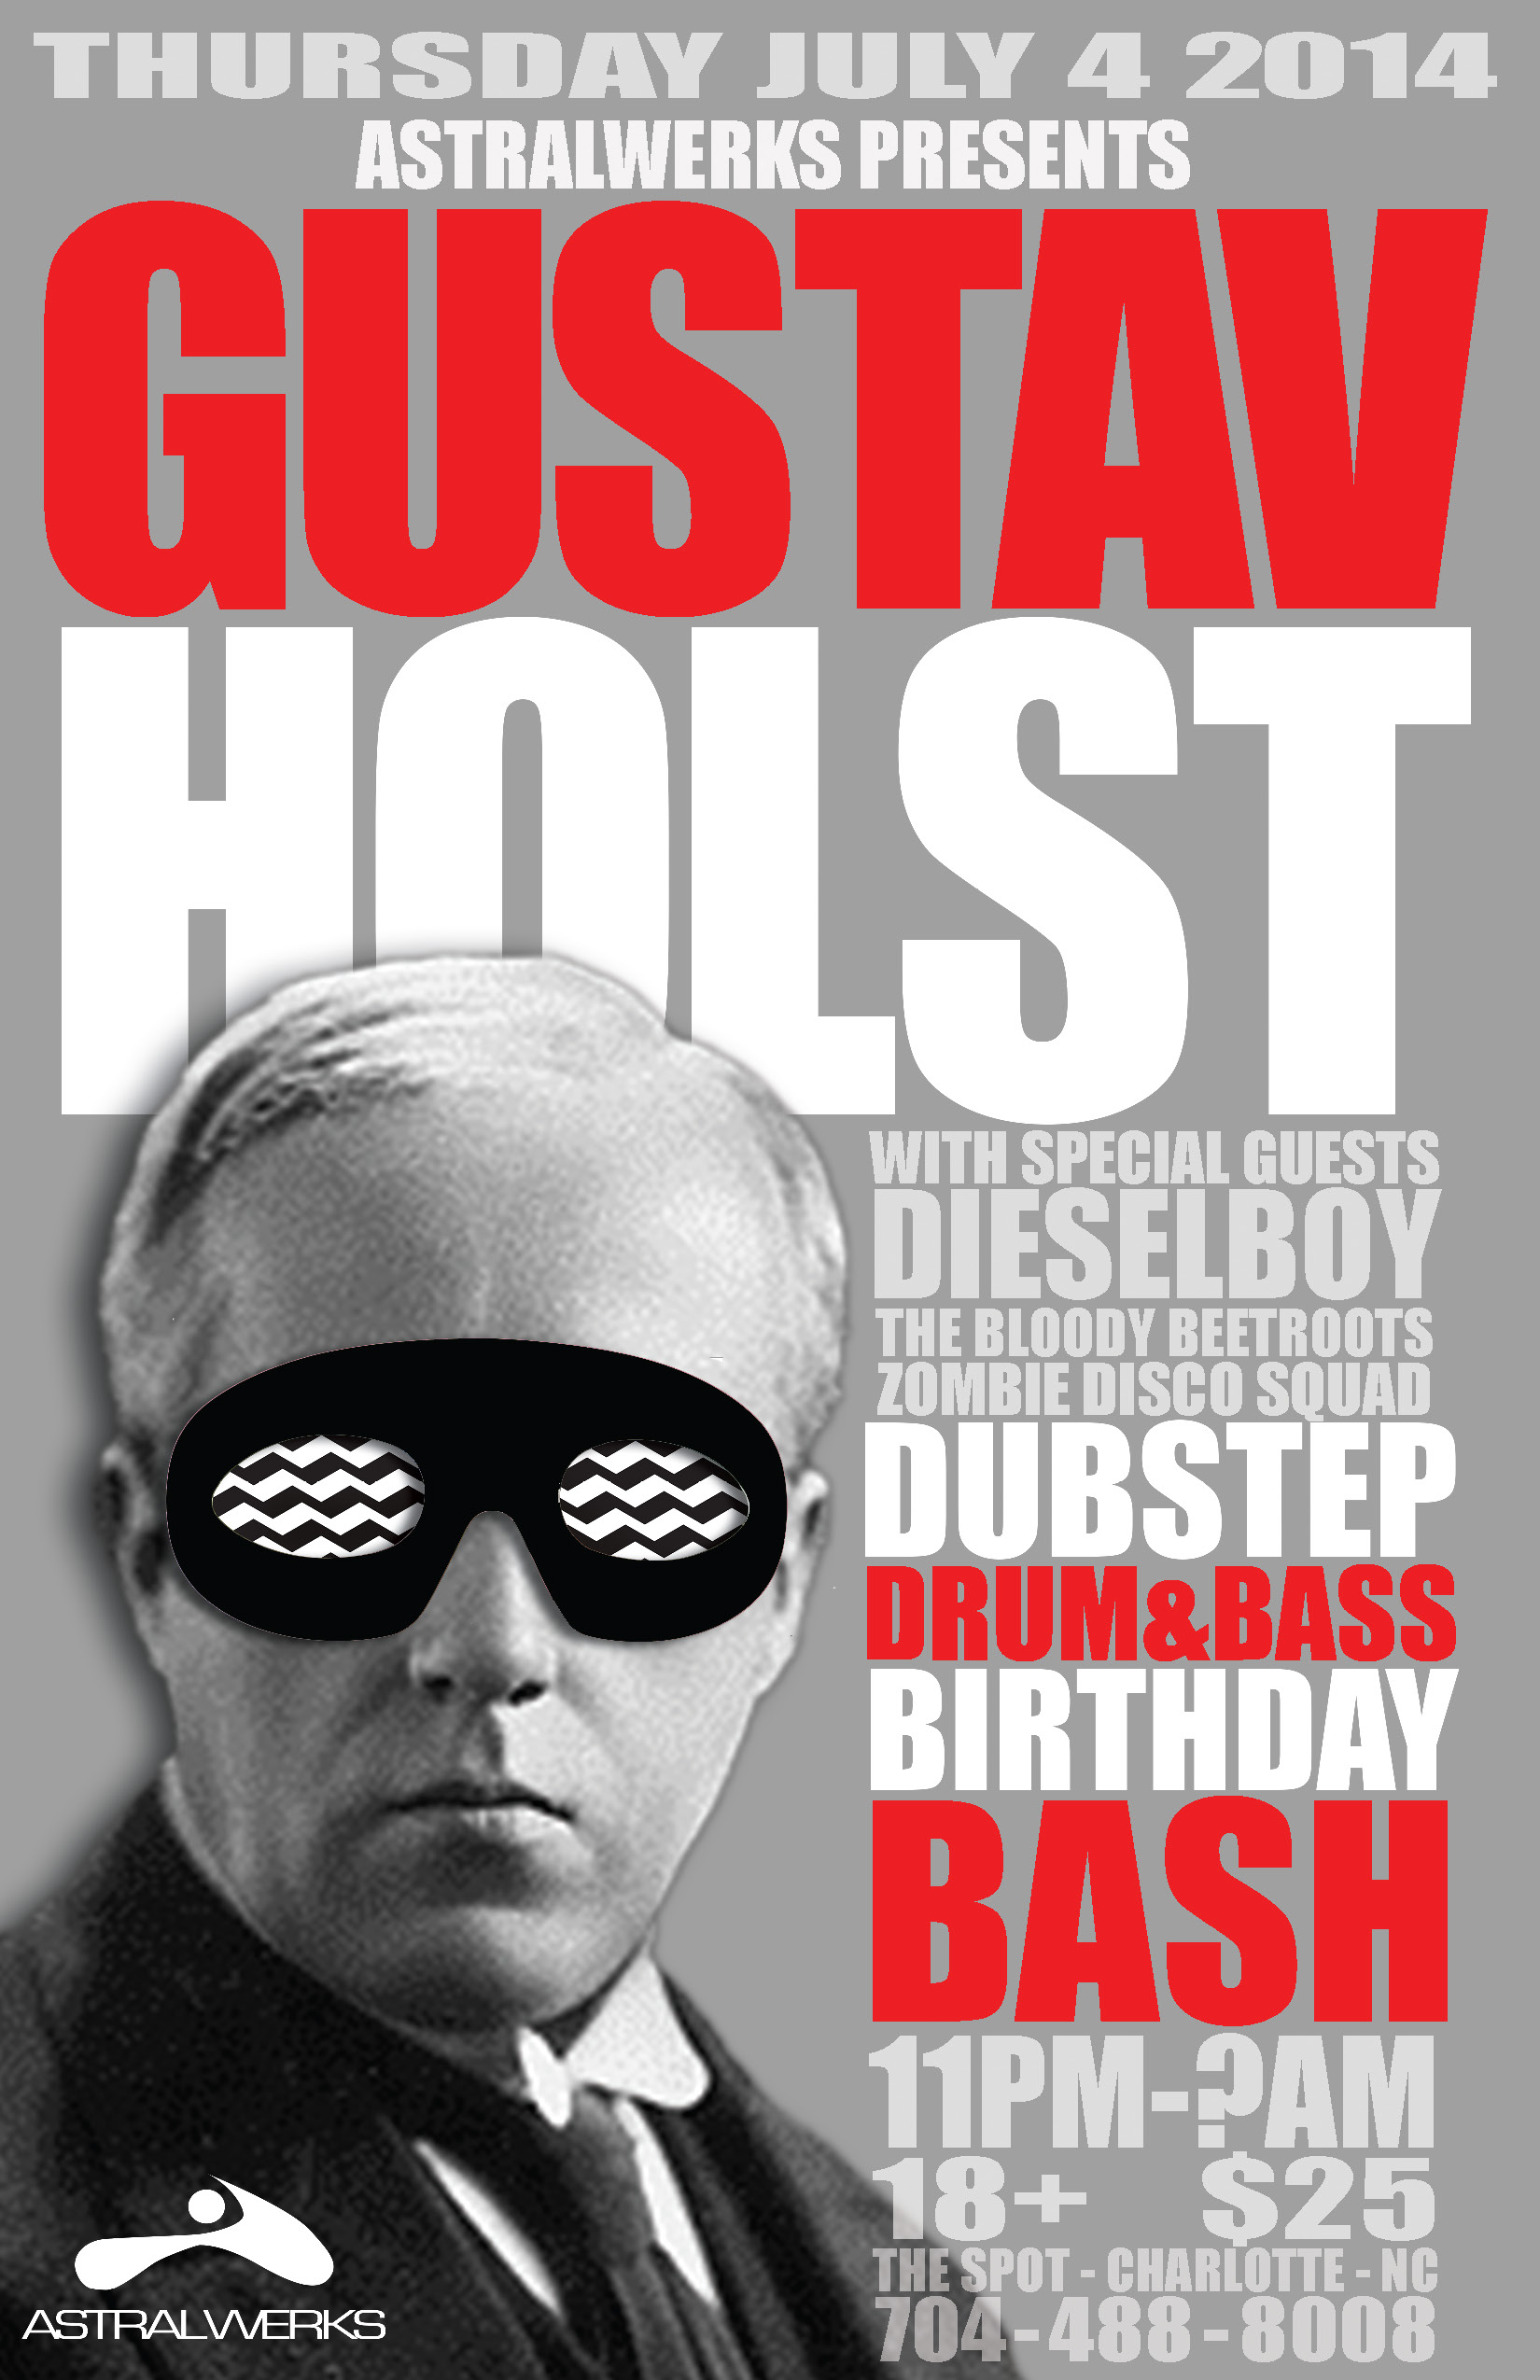 THURSDAY JULY 4 2014
ASTRALWERKS PRESENTS
GUSTAV
HOLST
WITH SPECIAL GUESTS
DIESELBOY
THE BLOODY BEETROOTS
ZOMBIE DISCO SQUAD
DUBSTEP
DRUM&BASS
BIRTHDAY
BASH
11PM-?AM
18+ $25
THE SPOT - CHARLOTTE - NC
704-488-8008
ASTRALWERKS